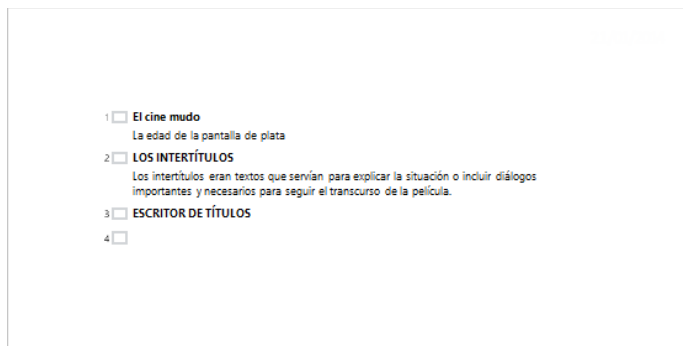 1 El cine mudo
La edad de la pantalla de plata
2 LOS INTERTÍTULOS
Los intertítulos eran textos que servían para explicar la situación o incluir diálogos
importantes y necesarios para seguir el transcurso de la película.
3 ESCRITOR DE TÍTULOS
4